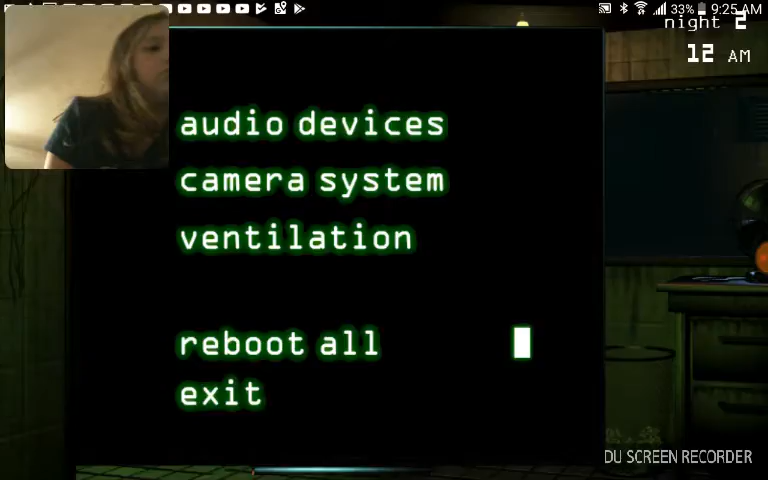 33% 9:25 AM
night 2
12 AM
audio devices
camera system
ventilation
reboot all
exit
DU SCREEN RECORDER